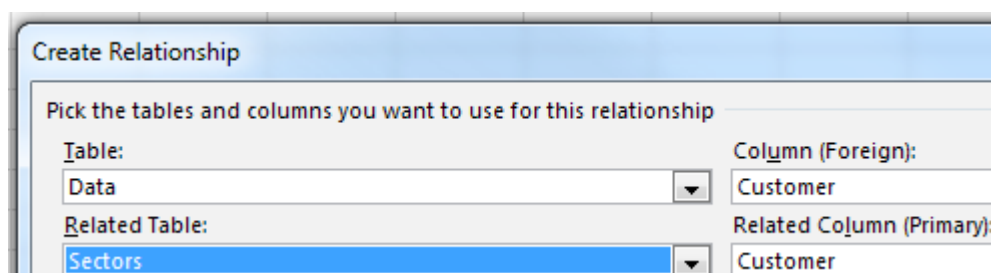 Create Relationship
Pick the tables and columns you want to use for this relationship
Table: Column (Foreign):
Data Customer
Related Table: Related Column (Primary):
Sectors Customer